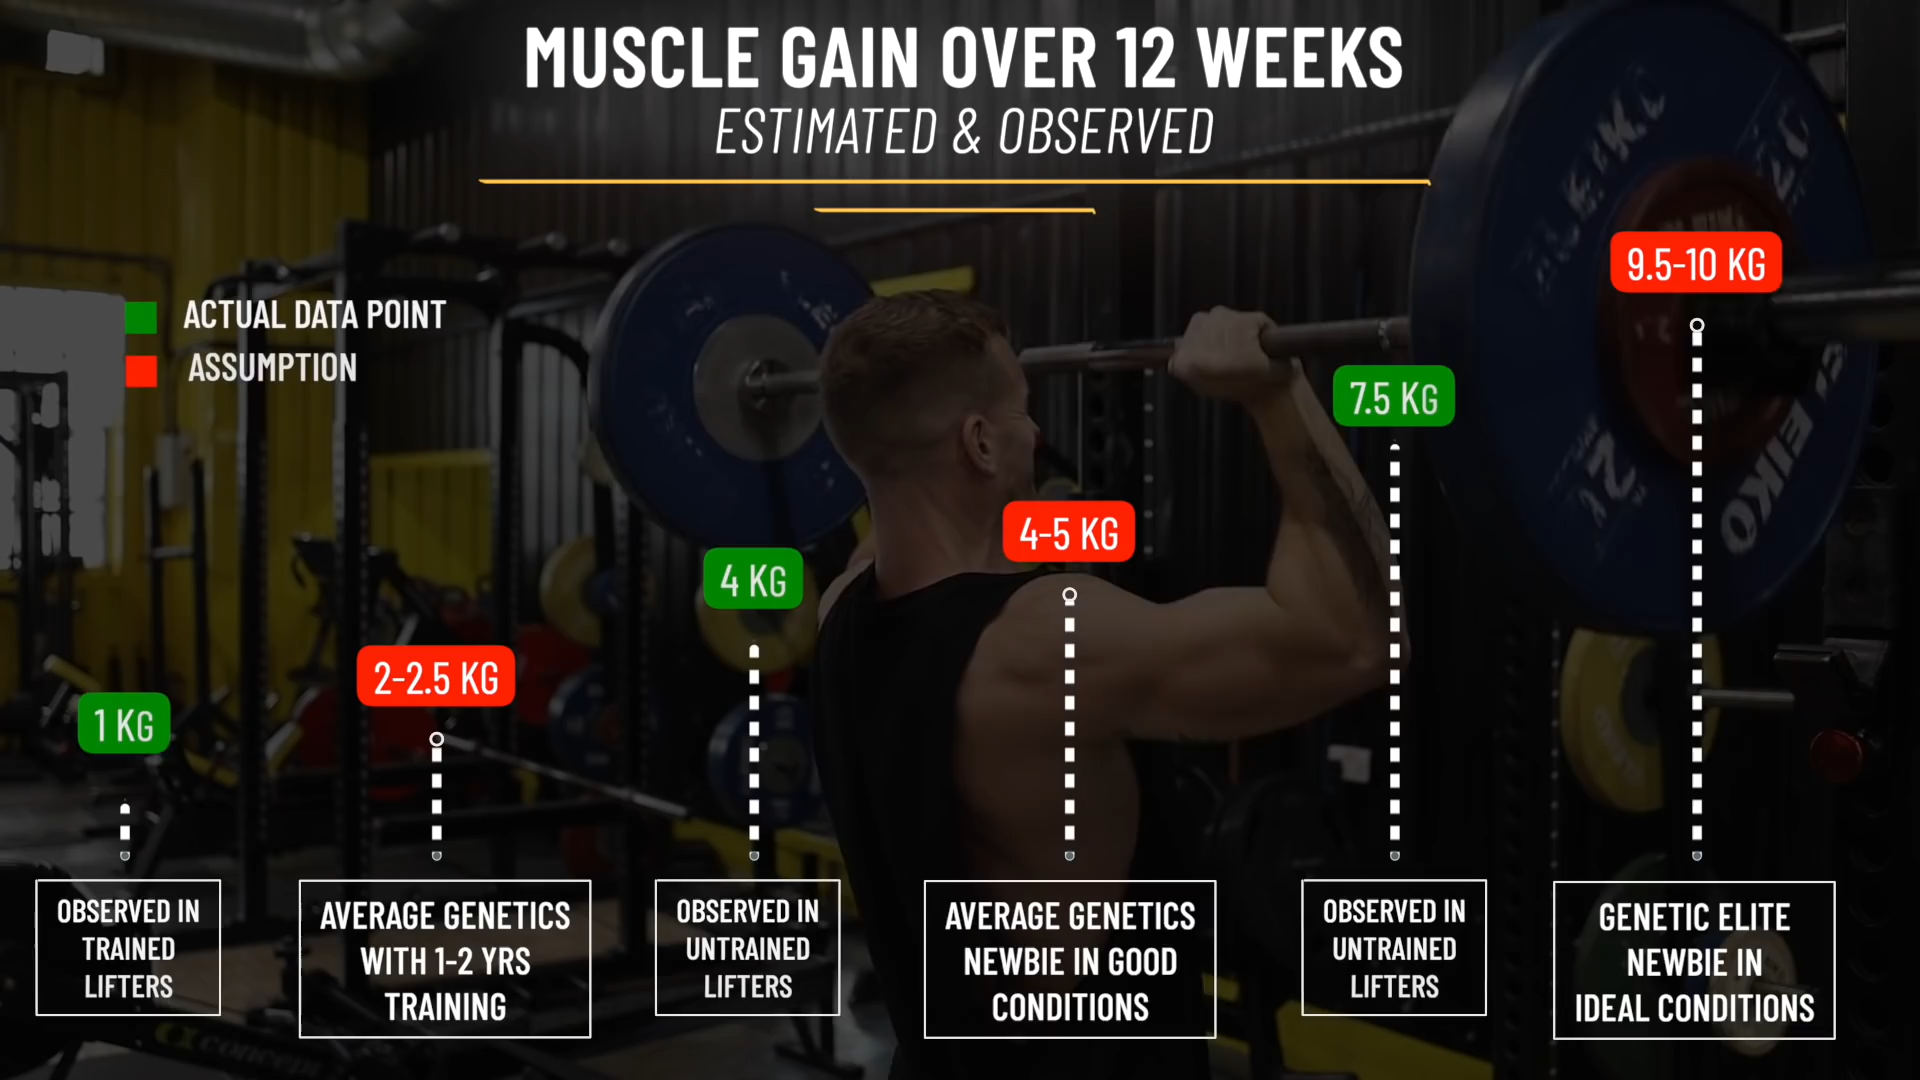 MUSCLE GAIN OVER 12 WEEKS
ESTIMATED & OBSERVED
ACTUAL DATA POINT
ASSUMPTION
9.5-10 KG
7.5 KG
4-5 KG
4 KG
2-2.5 KG
1 KG
OBSERVED IN
TRAINED
LIFTERS
AVERAGE GENETICS
WITH 1-2 YRS
TRAINING
OBSERVED IN
UNTRAINED
LIFTERS
AVERAGE GENETICS
NEWBIE IN GOOD
CONDITIONS
OBSERVED IN
UNTRAINED
LIFTERS
GENETIC ELITE
NEWBIE IN
IDEAL CONDITIONS
EIKO
concept